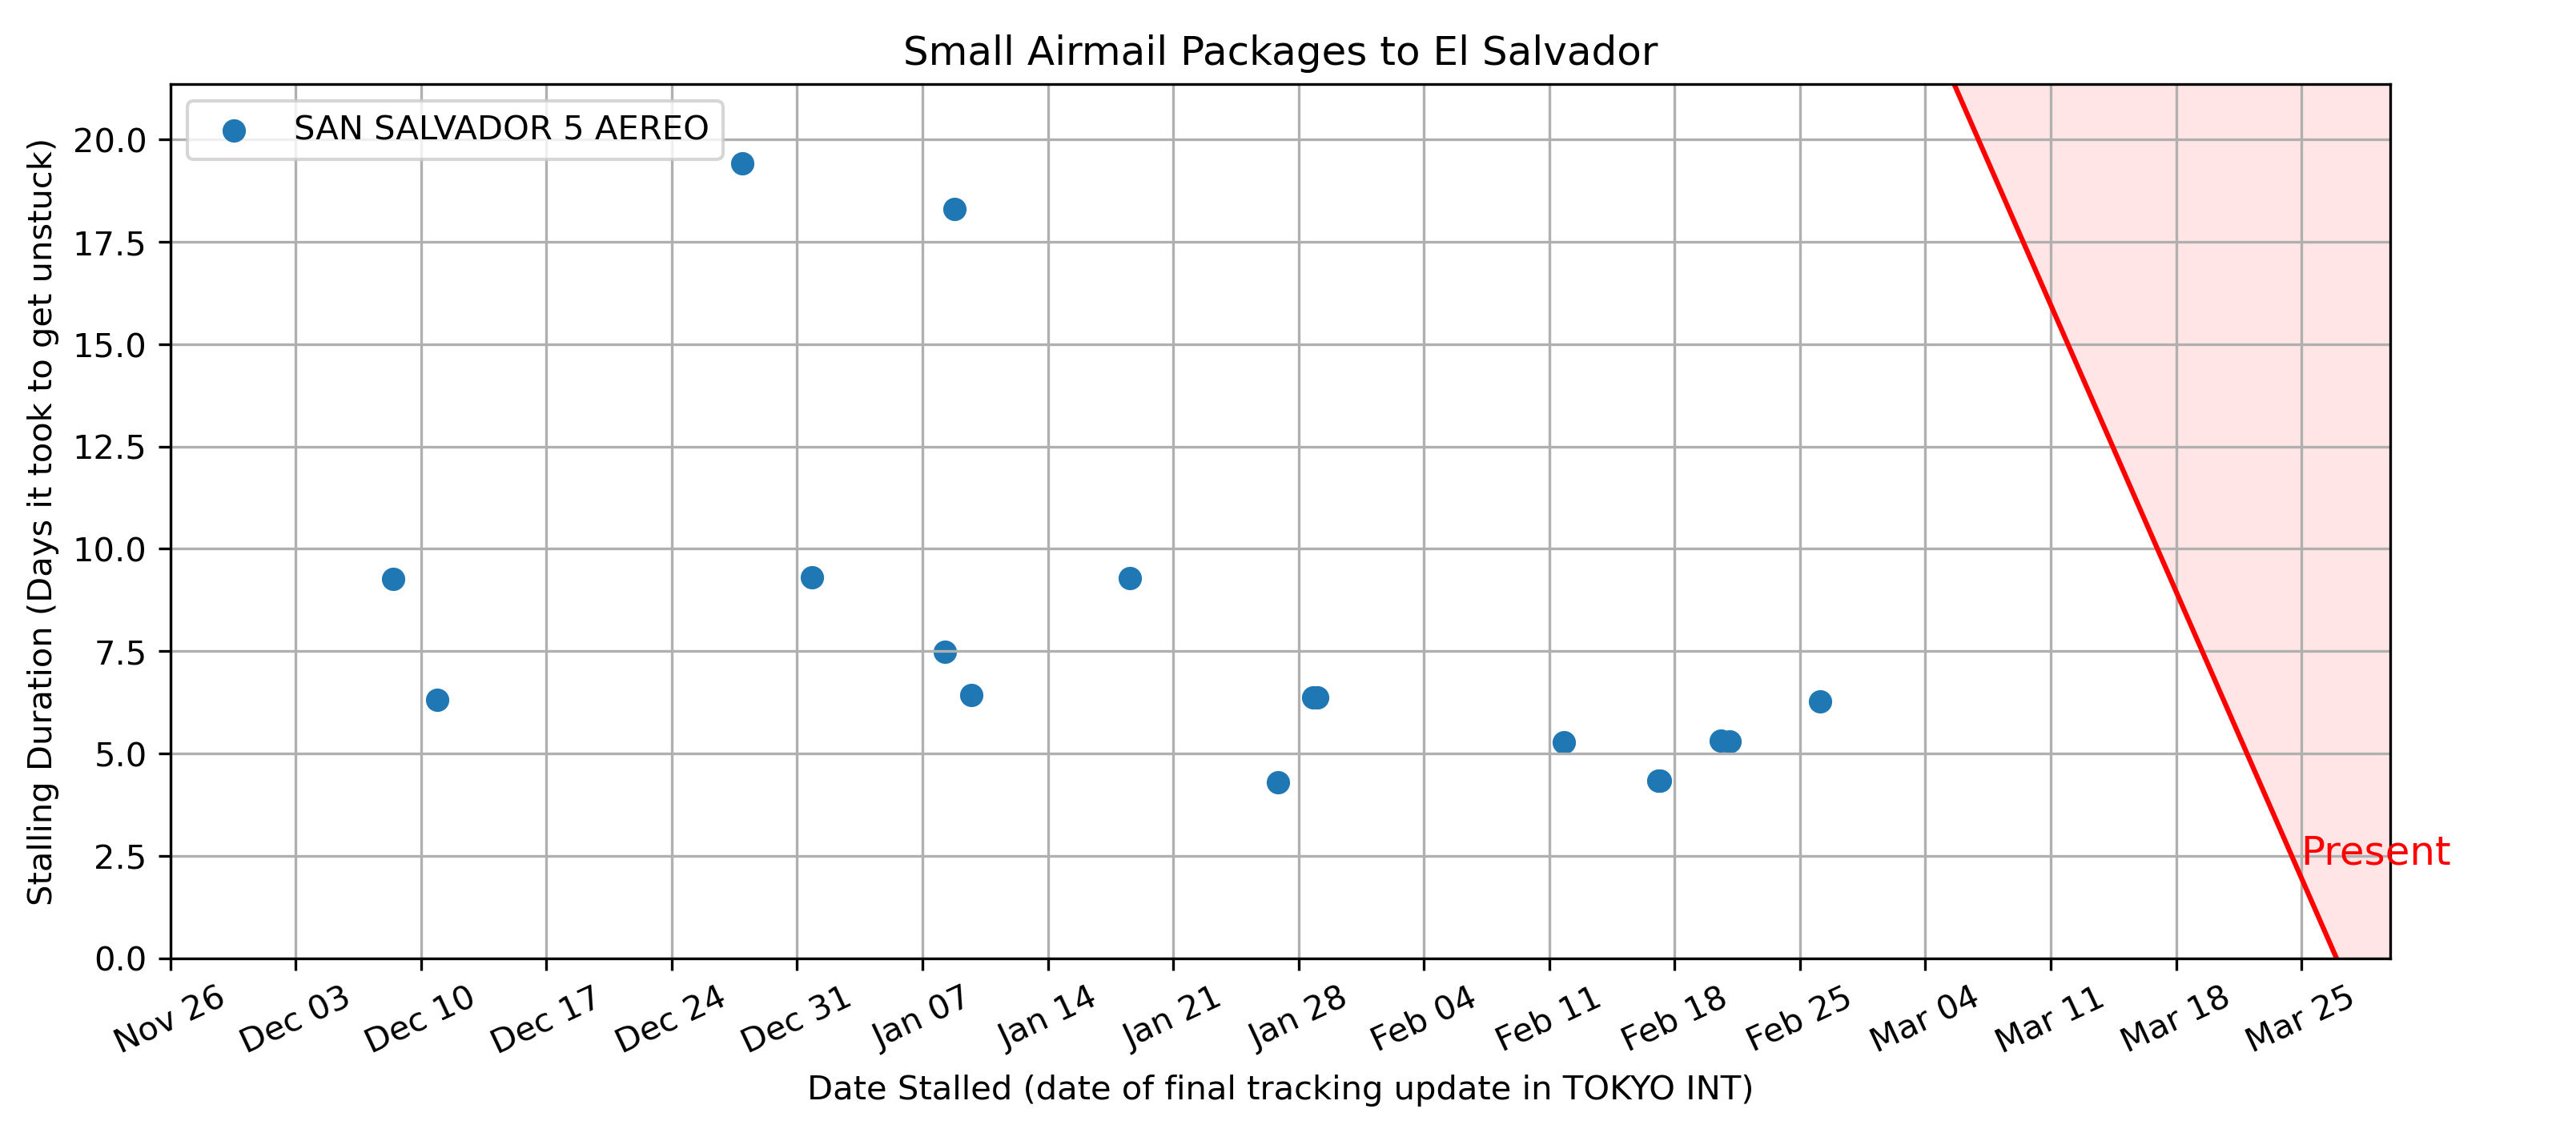 Small Airmail Packages to El Salvador
SAN SALVADOR 5 AEREO
Stalling Duration (Days it took to get unstuck)
20.0
17.5
15.0
12.5
10.0
7.5
5.0
2.5
0.0
Present
Nov 26
Dec 03
Dec 10
Dec 17
Dec 24
Dec 31
Jan 07
Jan 14
Jan 21
Jan 28
Feb 04
Feb 11
Feb 18
Feb 25
Mar 04
Mar 11
Mar 18
Mar 25
Date Stalled (date of final tracking update in TOKYO INT)